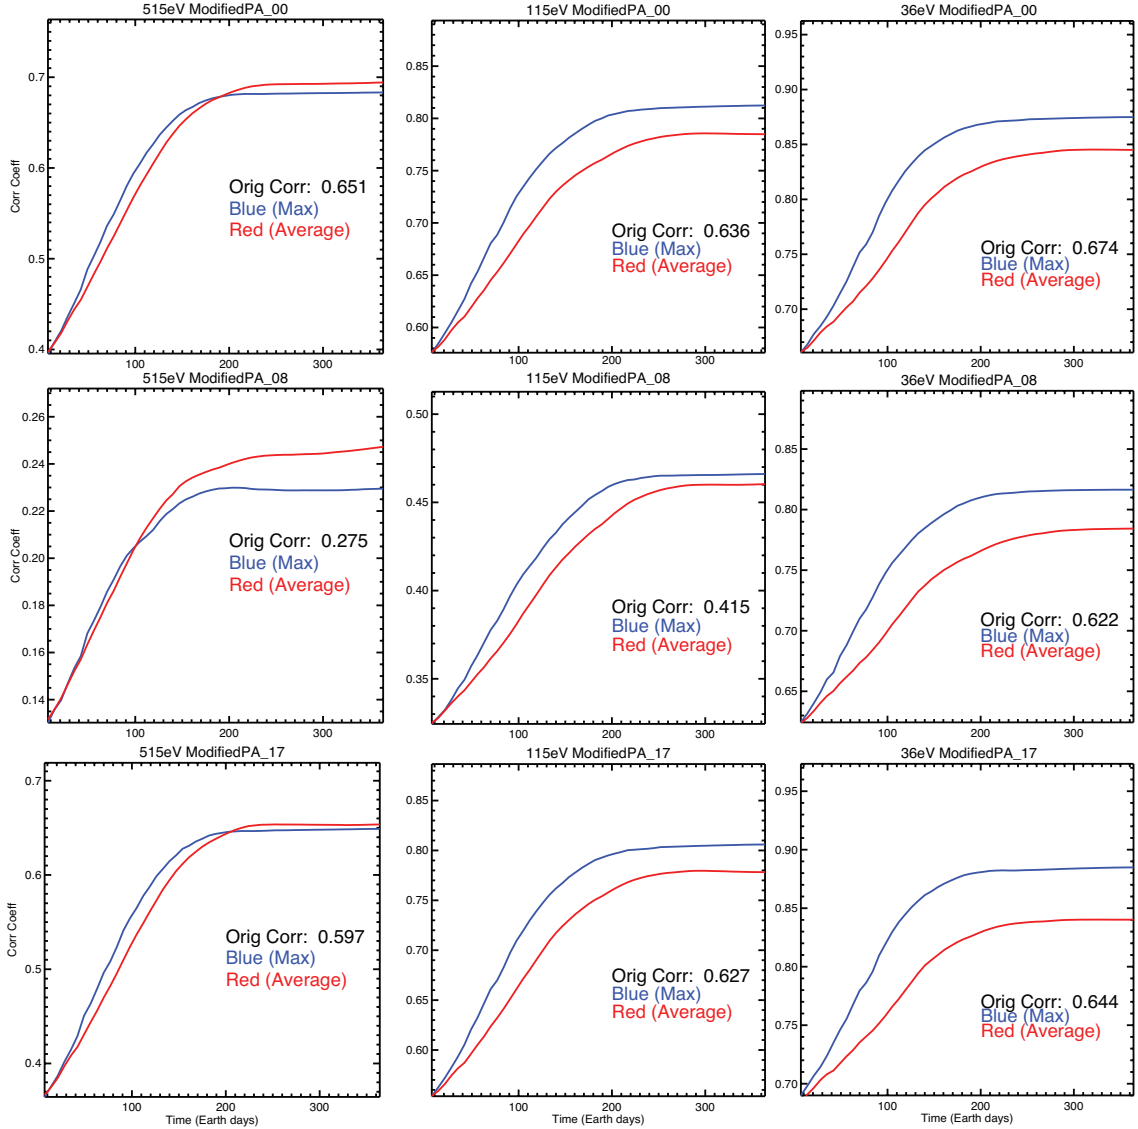 515eV ModifiedPA_00
Corr Coeff
0.7
0.6
0.5
0.4
100
200
300
Orig Corr: 0.651
Blue (Max)
Red (Average)
115eV ModifiedPA_00
0.85
0.80
0.75
0.70
0.65
0.60
100
200
300
Orig Corr: 0.636
Blue (Max)
Red (Average)
36eV ModifiedPA_00
0.95
0.90
0.85
0.80
0.75
0.70
100
200
300
Orig Corr: 0.674
Blue (Max)
Red (Average)
515eV ModifiedPA_08
Corr Coeff
0.26
0.24
0.22
0.20
0.18
0.16
0.14
100
200
300
Orig Corr: 0.275
Blue (Max)
Red (Average)
115eV ModifiedPA_08
0.50
0.45
0.40
0.35
100
200
300
Orig Corr: 0.415
Blue (Max)
Red (Average)
36eV ModifiedPA_08
0.85
0.80
0.75
0.70
0.65
100
200
300
Orig Corr: 0.622
Blue (Max)
Red (Average)
515eV ModifiedPA_17
Corr Coeff
0.7
0.6
0.5
0.4
100
200
300
Time (Earth days)
Orig Corr: 0.597
Blue (Max)
Red (Average)
115eV ModifiedPA_17
0.85
0.80
0.75
0.70
0.65
0.60
100
200
300
Time (Earth days)
Orig Corr: 0.627
Blue (Max)
Red (Average)
36eV ModifiedPA_17
0.95
0.90
0.85
0.80
0.75
0.70
100
200
300
Time (Earth days)
Orig Corr: 0.644
Blue (Max)
Red (Average)